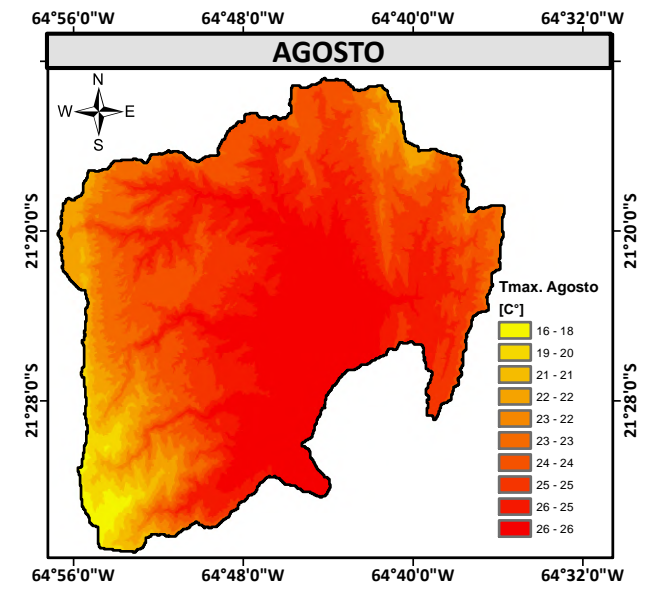 64°56'0"W 64°48'0"W 64°40'0"W 64°32'0"W
AGOSTO
N
W E
S
21°20'0"S 21°20'0"S
Tmax. Agosto
[C°]
16 - 18
19 - 20
21 - 21
22 - 22
23 - 22
23 - 23
24 - 24
25 - 25
26 - 25
26 - 26
21°28'0"S 21°28'0"S
64°56'0"W 64°48'0"W 64°40'0"W 64°32'0"W